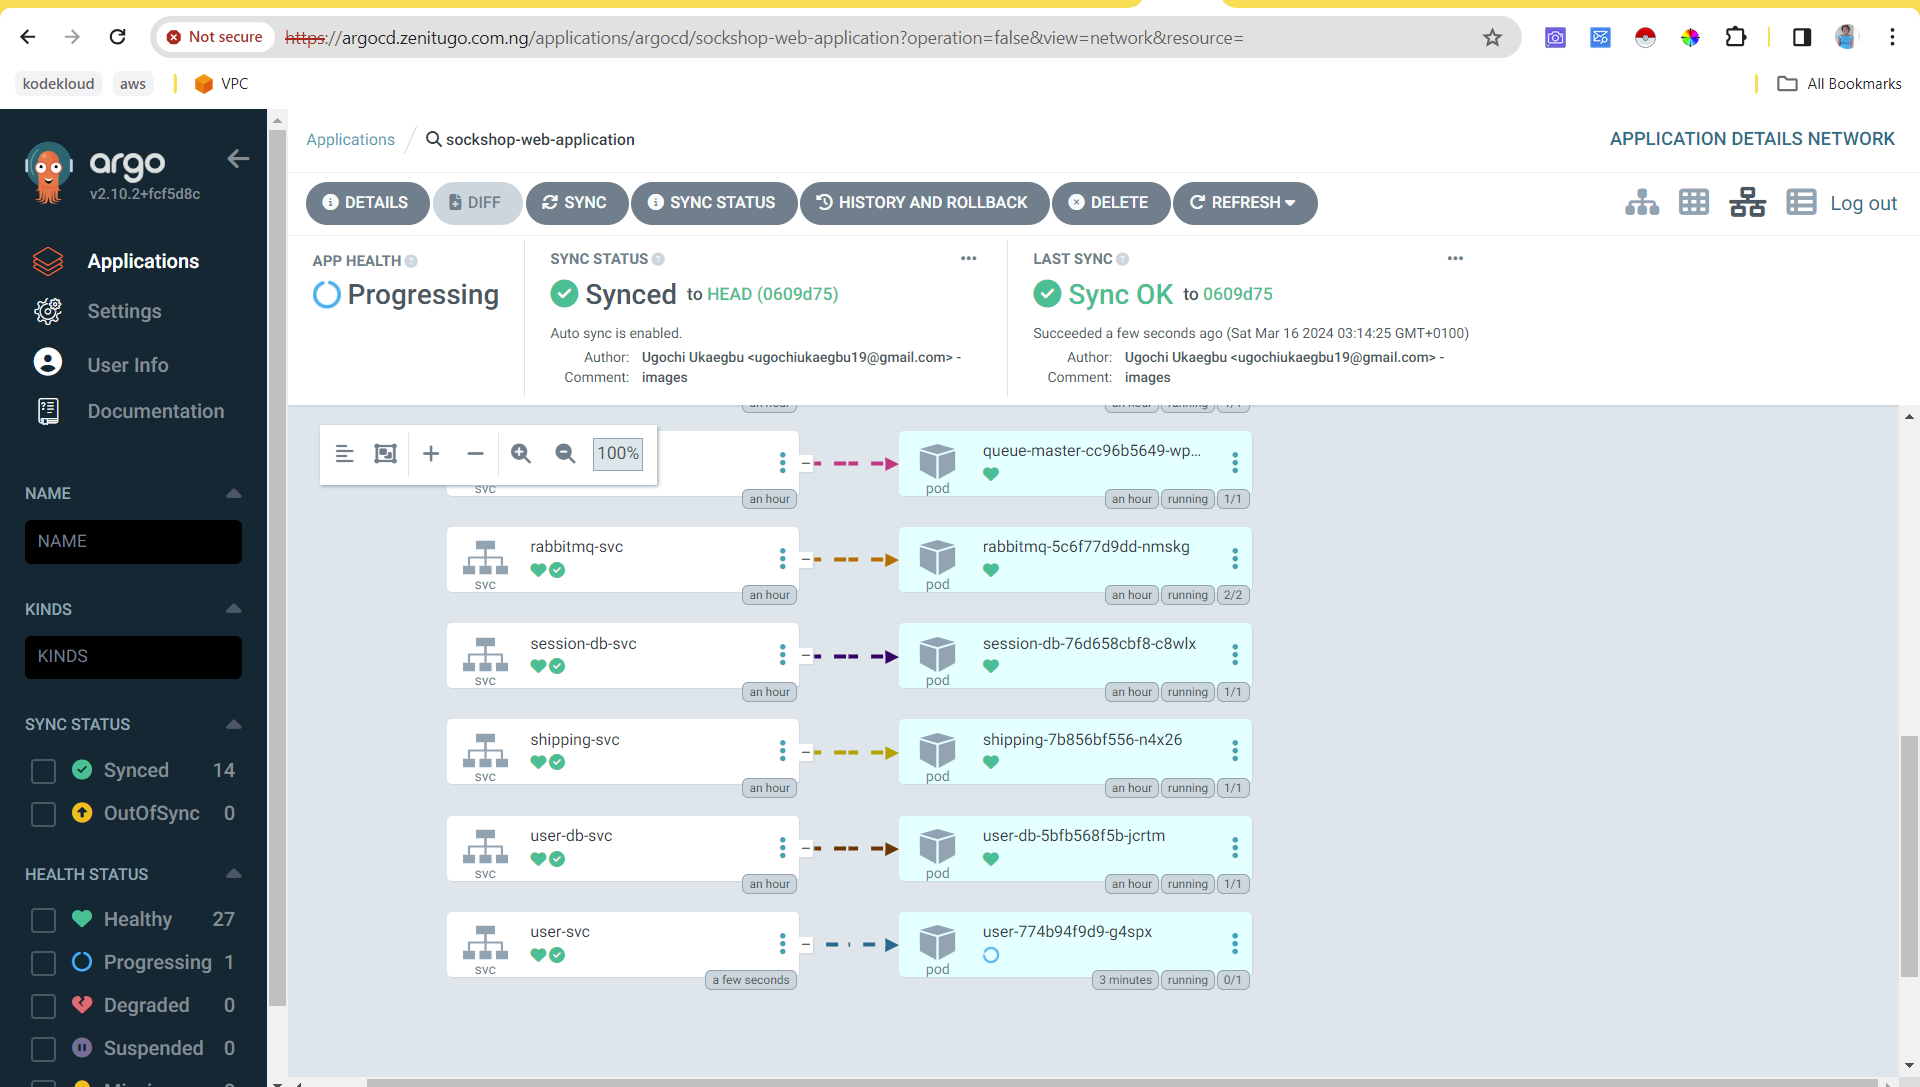 Not secure
https://argocd.zenitugo.com.ng/applications/argocd/sockshop-web-application?operation=false&view=network&resource=
kodekloud
aws
VPC
All Bookmarks
argo
v2.10.2+fcf5d8c
Applications
Settings
User Info
Documentation
NAME
NAME
KINDS
KINDS
SYNC STATUS
Synced 14
OutOfSync 0
HEALTH STATUS
Healthy 27
Progressing 1
Degraded 0
Suspended 0
Applications / sockshop-web-application
APPLICATION DETAILS NETWORK
DETAILS
DIFF
SYNC
SYNC STATUS
HISTORY AND ROLLBACK
DELETE
REFRESH
Log out
APP HEALTH
Progressing
SYNC STATUS
Synced to HEAD (0609d75)
Auto sync is enabled.
Author: Ugochi Ukaegbu <ugochiukaegbu19@gmail.com> -
Comment: images
LAST SYNC
Sync OK to 0609d75
Succeeded a few seconds ago (Sat Mar 16 2024 03:14:25 GMT+0100)
Author: Ugochi Ukaegbu <ugochiukaegbu19@gmail.com> -
Comment: images
100%
svc
an hour
queue-master-cc96b5649-wp...
pod
an hour running 1/1
rabbitmq-svc
svc
an hour
rabbitmq-5c6f77d9dd-nmskg
pod
an hour running 2/2
session-db-svc
svc
an hour
session-db-76d658cbf8-c8wlx
pod
an hour running 1/1
shipping-svc
svc
an hour
shipping-7b856bf556-n4x26
pod
an hour running 1/1
user-db-svc
svc
an hour
user-db-5bfb568f5b-jcrtm
pod
an hour running 1/1
user-svc
svc
a few seconds
user-774b94f9d9-g4spx
pod
3 minutes running 0/1